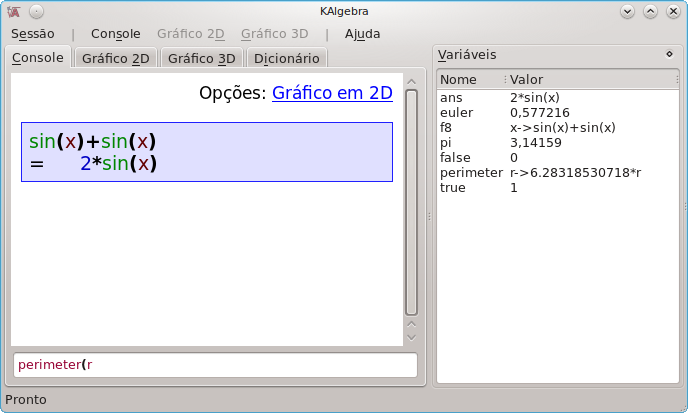 KAlgebra
Sessão | Console Gráfico 2D Gráfico 3D | Ajuda
Console Gráfico 2D Gráfico 3D Dicionário
Opções: Gráfico em 2D
sin(x)+sin(x)
= 2*sin(x)
perimeter(r
Variáveis
Nome Valor
ans 2*sin(x)
euler 0,577216
f8 x->sin(x)+sin(x)
pi 3,14159
false 0
perimeter r->6.28318530718*r
true 1
Pronto